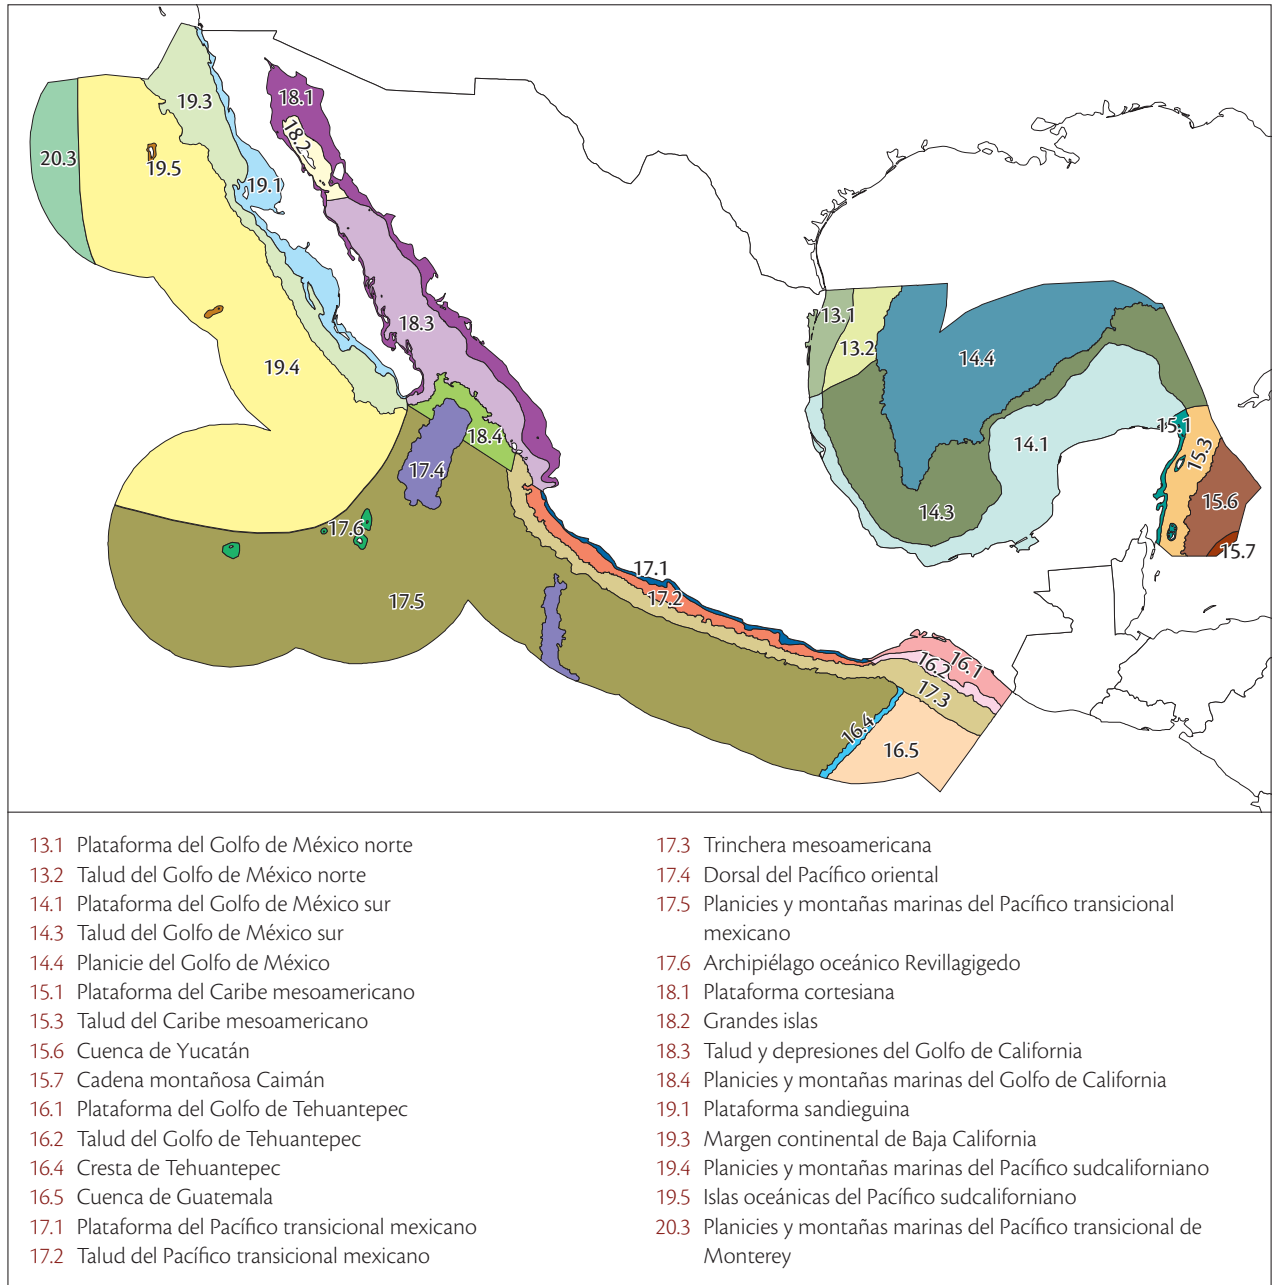 19.3
18.1
18.2
20.3
19.5
19.1
13.1
18.3
13.2
14.4
19.4
15.1
18.4
14.1
15.3
17.4
15.6
14.3
17.6
15.7
17.1
17.2
17.5
16.2
16.1
17.3
16.4
16.5
13.1 Plataforma del Golfo de México norte
13.2 Talud del Golfo de México norte
14.1 Plataforma del Golfo de México sur
14.3 Talud del Golfo de México sur
14.4 Planicie del Golfo de México
15.1 Plataforma del Caribe mesoamericano
15.3 Talud del Caribe mesoamericano
15.6 Cuenca de Yucatán
15.7 Cadena montañosa Caimán
16.1 Plataforma del Golfo de Tehuantepec
16.2 Talud del Golfo de Tehuantepec
16.4 Cresta de Tehuantepec
16.5 Cuenca de Guatemala
17.1 Plataforma del Pacífico transicional mexicano
17.2 Talud del Pacífico transicional mexicano
17.3 Trinchera mesoamericana
17.4 Dorsal del Pacífico oriental
17.5 Planicies y montañas marinas del Pacífico transicional
mexicano
17.6 Archipiélago oceánico Revillagigedo
18.1 Plataforma cortesiana
18.2 Grandes islas
18.3 Talud y depresiones del Golfo de California
18.4 Planicies y montañas marinas del Golfo de California
19.1 Plataforma sandieguina
19.3 Margen continental de Baja California
19.4 Planicies y montañas marinas del Pacífico sudcaliforniano
19.5 Islas oceánicas del Pacífico sudcaliforniano
20.3 Planicies y montañas marinas del Pacífico transicional de
Monterey